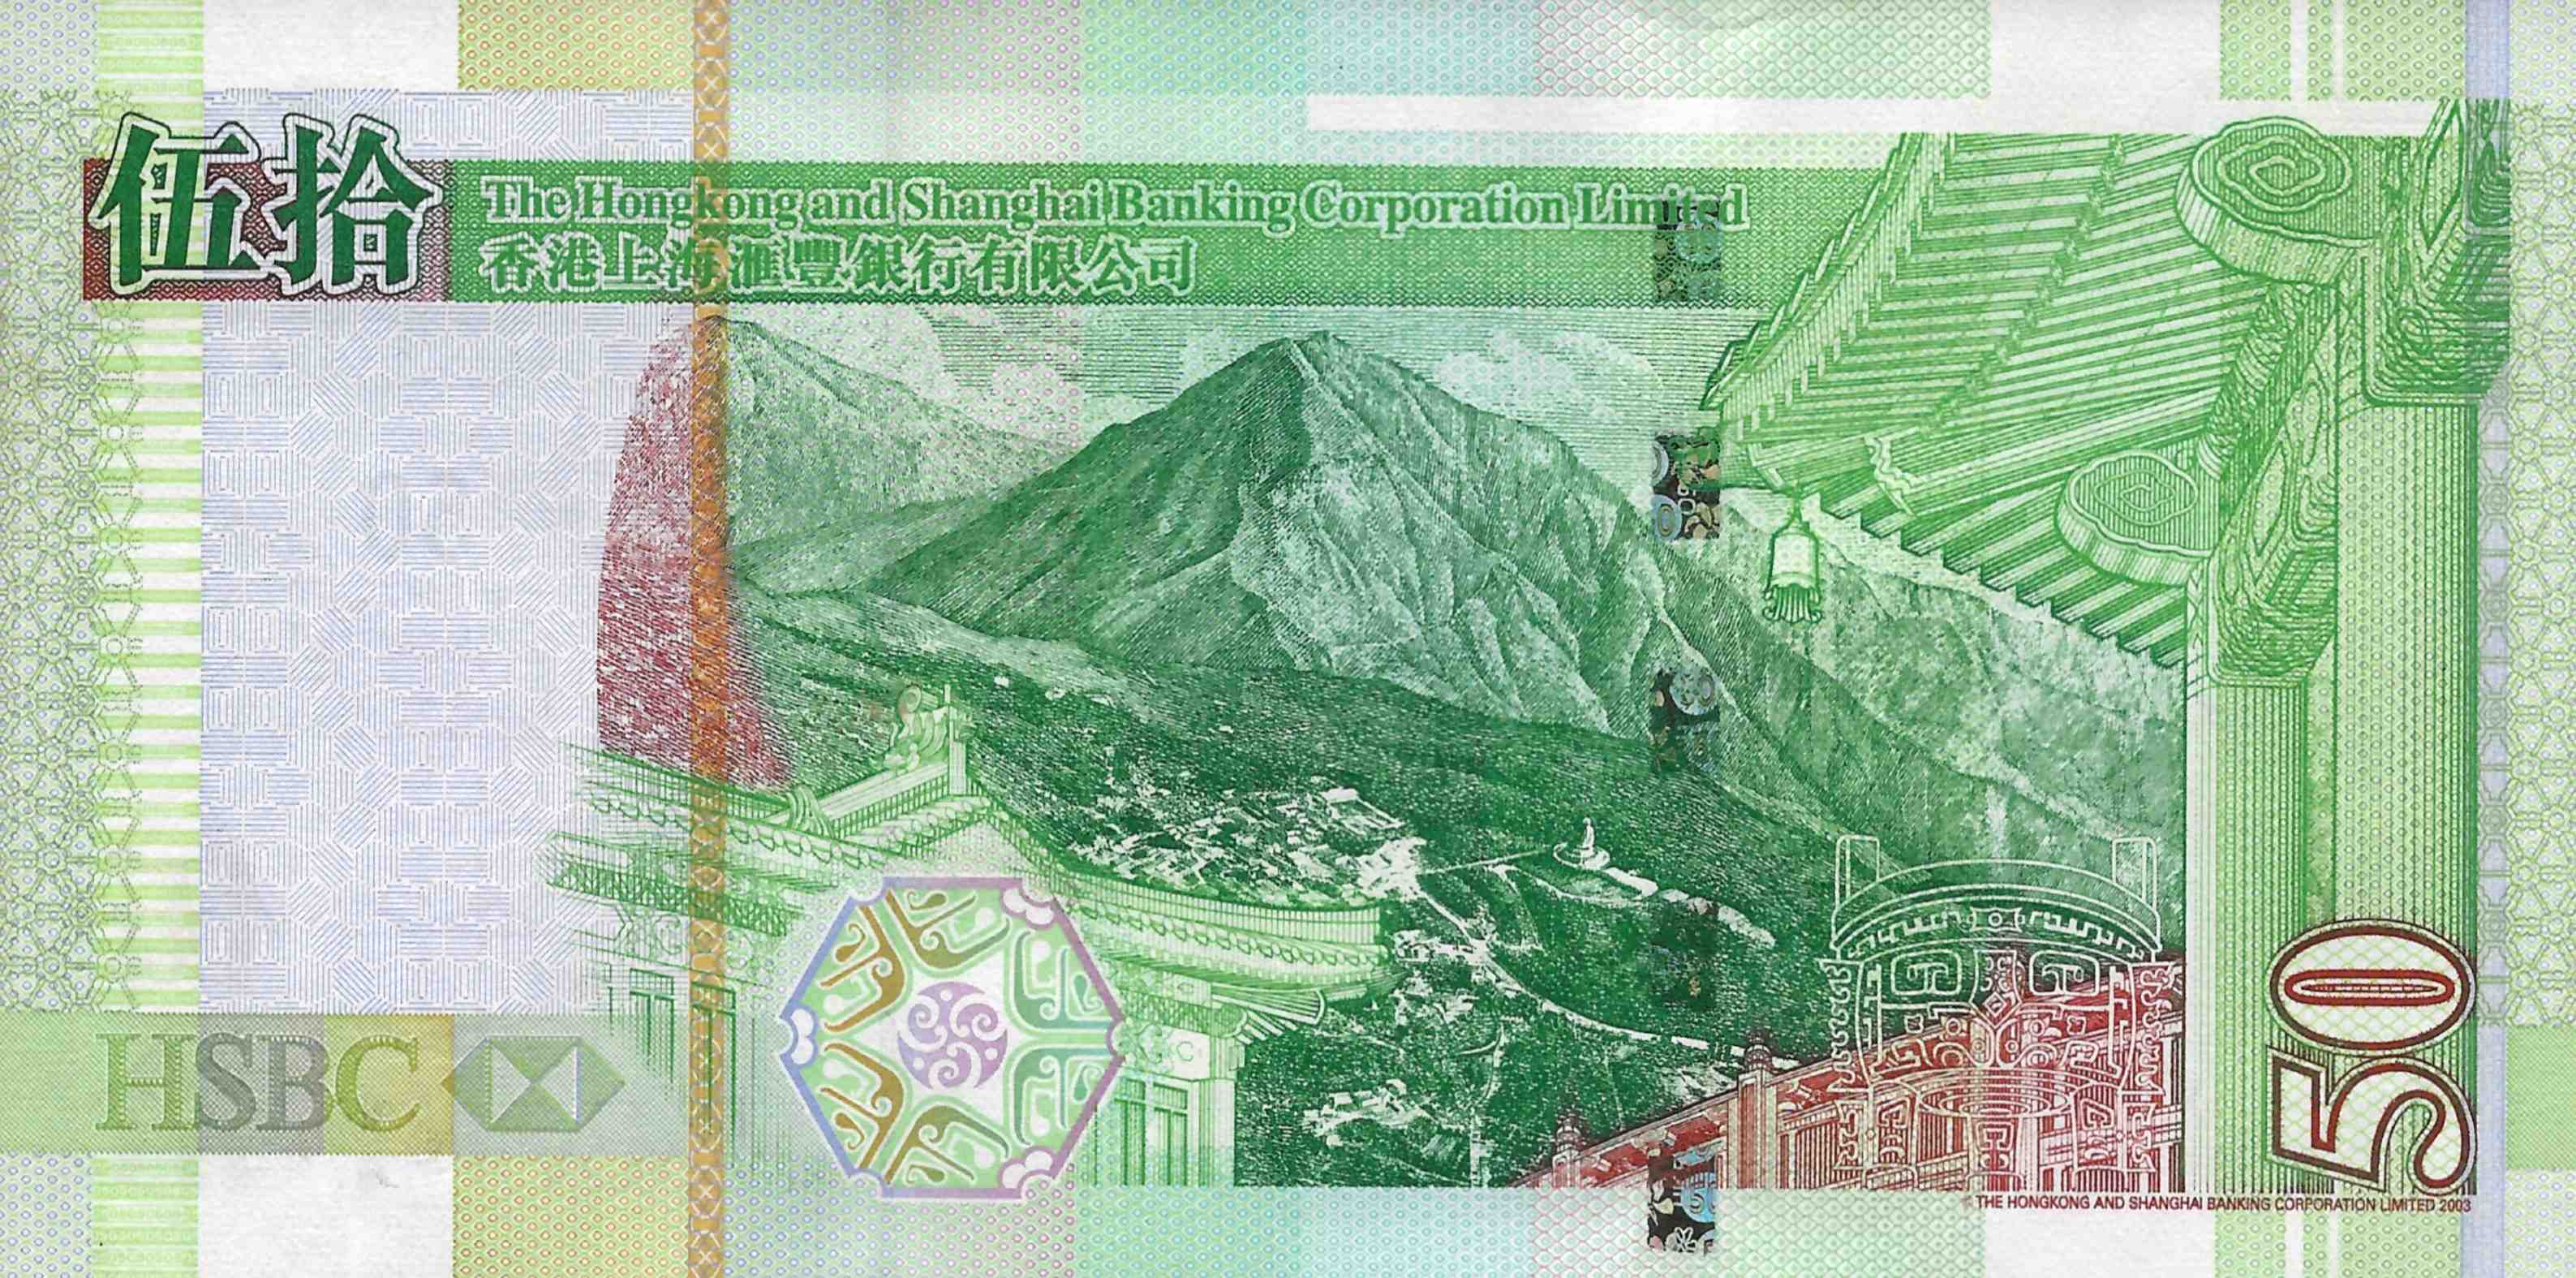 伍拾
The Hongkong and Shanghai Banking Corporation Limited
香港上海滙豐銀行有限公司
HSBC
50
THE HONGKONG AND SHANGHAI BANKING CORPORATION LIMITED 2003